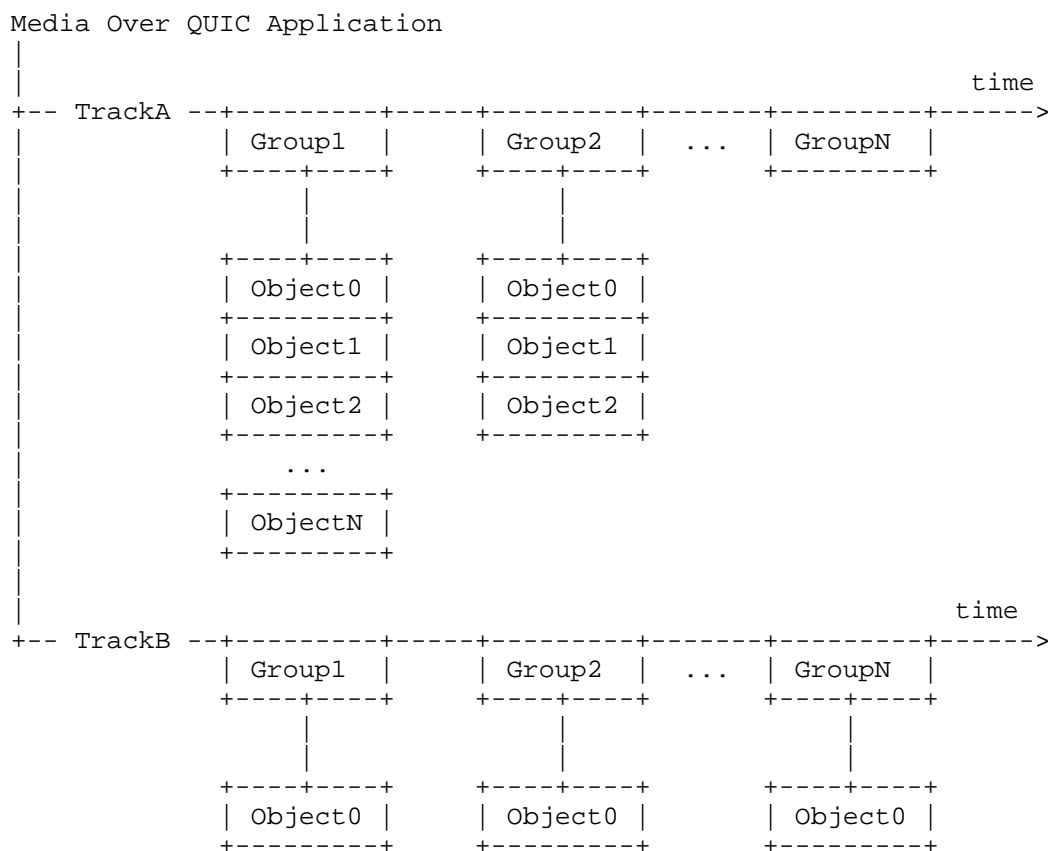 Media Over QUIC Application
time
TrackA
Group1 Group2 ... GroupN
Object0 Object0
Object1 Object1
Object2 Object2
...
ObjectN
time
TrackB
Group1 Group2 ... GroupN
Object0 Object0 Object0